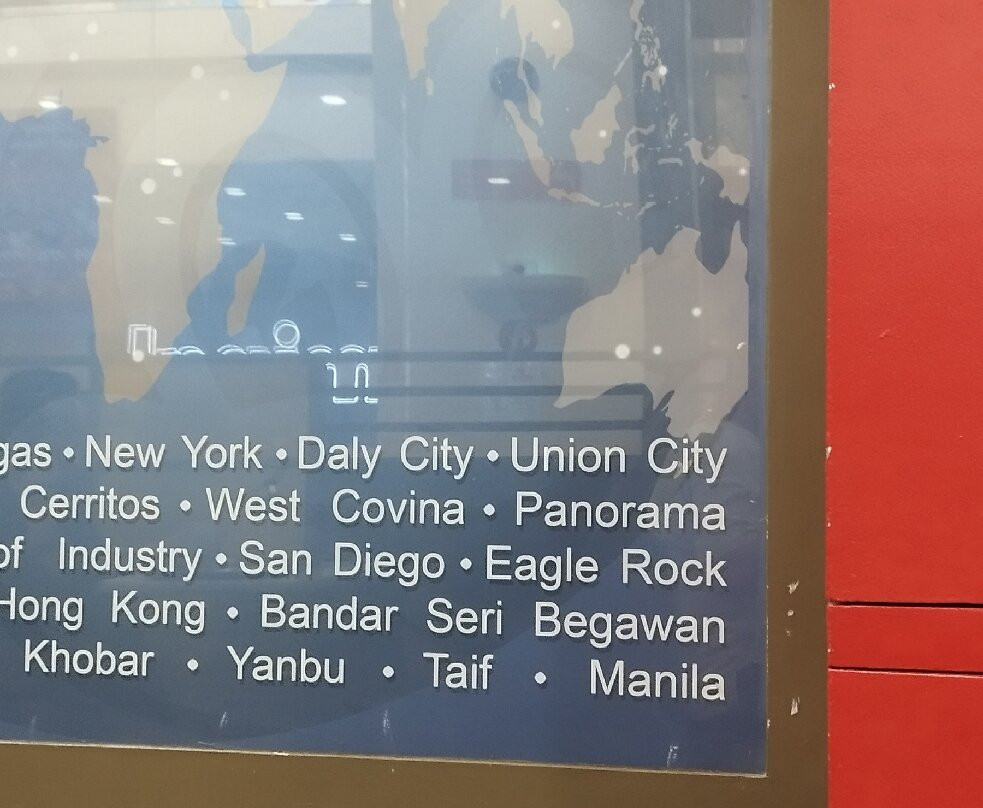 gas • New York • Daly City • Union City
Cerritos • West Covina • Panorama
of Industry • San Diego • Eagle Rock
Hong Kong • Bandar Seri Begawan
Khobar • Yanbu • Taif • Manila